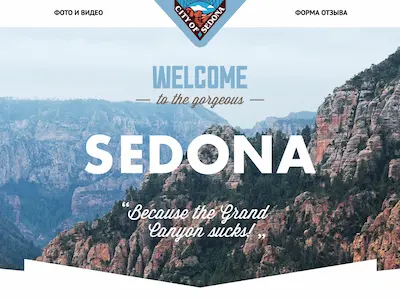 ФОТО И ВИДЕО
CITY OF SEDONA
ФОРМА ОТЗЫВА
WELCOME
to the gorgeous
SEDONA
“Because the Grand
Canyon sucks!„